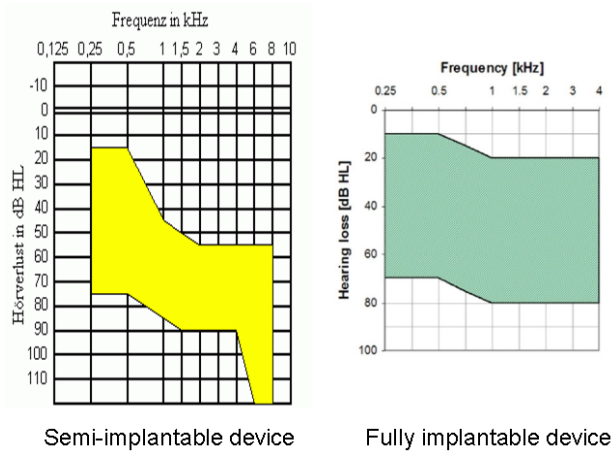 Frequenz in kHz
0,125 0,25 0,5 1 1,5 2 3 4 6 8 10
-10
0
10
20
30
40
50
60
70
80
90
100
110
Hörverlust in dB HL
Semi-implantable device
Frequency [kHz]
0.25 0.5 1 1.5 2 3 4
0
20
40
60
80
100
Hearing loss [dB HL]
Fully implantable device